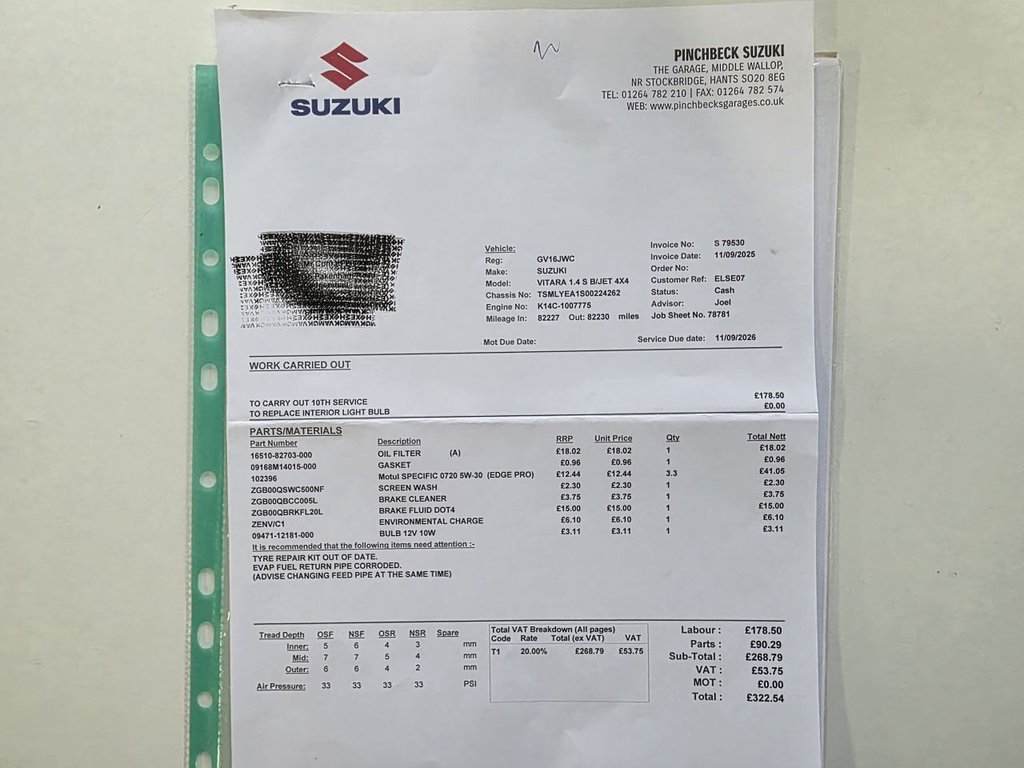 SUZUKI
PINCHBECK SUZUKI
THE GARAGE, MIDDLE WALLOP,
NR STOCKBRIDGE, HANTS SO20 8EG
TEL: 01264 782 210 | FAX: 01264 782 574
WEB: www.pinchbecksgarages.co.uk
Vehicle:
Reg: GV16JWC
Make: SUZUKI
Model: VITARA 1.4 S B/JET 4X4
Chassis No: TSMLYEA1S00224262
Engine No: K14C-1007775
Mileage In: 82227 Out: 82230 miles
Mot Due Date:
Invoice No: S 79530
Invoice Date: 11/09/2025
Order No:
Customer Ref: ELSE07
Status: Cash
Advisor: Joel
Job Sheet No. 78781
Service Due date: 11/09/2026
WORK CARRIED OUT
TO CARRY OUT 10TH SERVICE £178.50
TO REPLACE INTERIOR LIGHT BULB £0.00
PARTS/MATERIALS
Part Number Description RRP Unit Price Qty Total Nett
16510-82703-000 OIL FILTER (A) £18.02 £18.02 1 £18.02
09168M14015-000 GASKET £0.96 £0.96 1 £0.96
102396 Motul SPECIFIC 0720 5W-30 (EDGE PRO) £12.44 £12.44 3.3 £41.05
ZGB00QSWC500NF SCREEN WASH £2.30 £2.30 1 £2.30
ZGB00QBCC005L BRAKE CLEANER £3.75 £3.75 1 £3.75
ZGB00QBRKFL20L BRAKE FLUID DOT4 £15.00 £15.00 1 £15.00
ZENV/C1 ENVIRONMENTAL CHARGE £6.10 £6.10 1 £6.10
09471-12181-000 BULB 12V 10W £3.11 £3.11 1 £3.11
It is recommended that the following items need attention :-
TYRE REPAIR KIT OUT OF DATE.
EVAP FUEL RETURN PIPE CORRODED.
(ADVISE CHANGING FEED PIPE AT THE SAME TIME)
Tread Depth OSF NSF OSR NSR Spare
Inner: 5 6 4 3 mm
Mid: 7 7 5 4 mm
Outer: 6 6 4 2 mm
Air Pressure: 33 33 33 33 PSI
Total VAT Breakdown (All pages)
Code Rate Total (ex VAT) VAT
T1 20.00% £268.79 £53.75
Labour : £178.50
Parts : £90.29
Sub-Total : £268.79
VAT : £53.75
MOT : £0.00
Total : £322.54